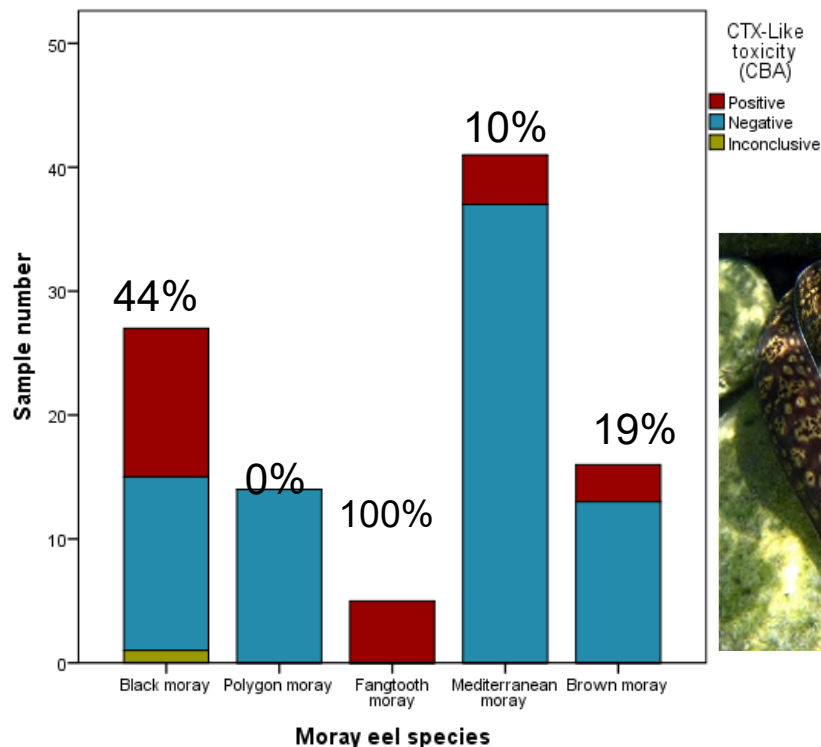 CTX-Like
toxicity
(CBA)
Positive
Negative
Inconclusive
50
40
30
20
10
0
Sample number
44%
0%
100%
10%
19%
Black moray
Polygon moray
Fangtooth
moray
Mediterranean
moray
Brown moray
Moray eel species